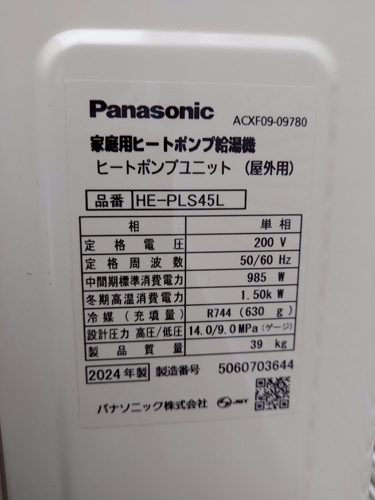 Panasonic ACXF09-09780
家庭用ヒートポンプ給湯機
ヒートポンプユニット (屋外用)
品番 HE-PLS45L
相 単相
定格電圧 200 V
定格周波数 50/60 Hz
中間期標準消費電力 985 W
冬期高温消費電力 1.50k W
冷媒(充填量) R744 (630 g)
設計圧力 高圧/低圧 14.0/9.0 MPa(ゲージ)
製品質量 39 kg
2024年製 製造番号 5060703644
パナソニック株式会社 JET